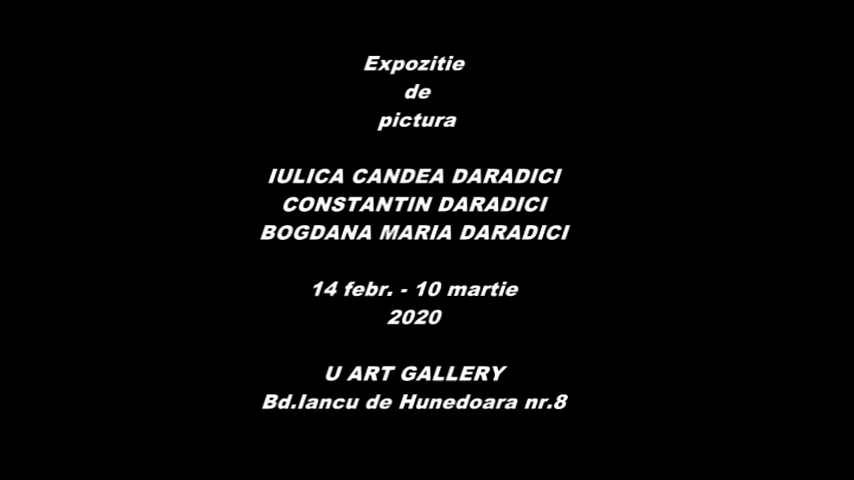 Expozitie
de
pictura
IULICA CANDEA DARADICI
CONSTANTIN DARADICI
BOGDANA MARIA DARADICI
14 febr. - 10 martie
2020
U ART GALLERY
Bd.Iancu de Hunedoara nr.8